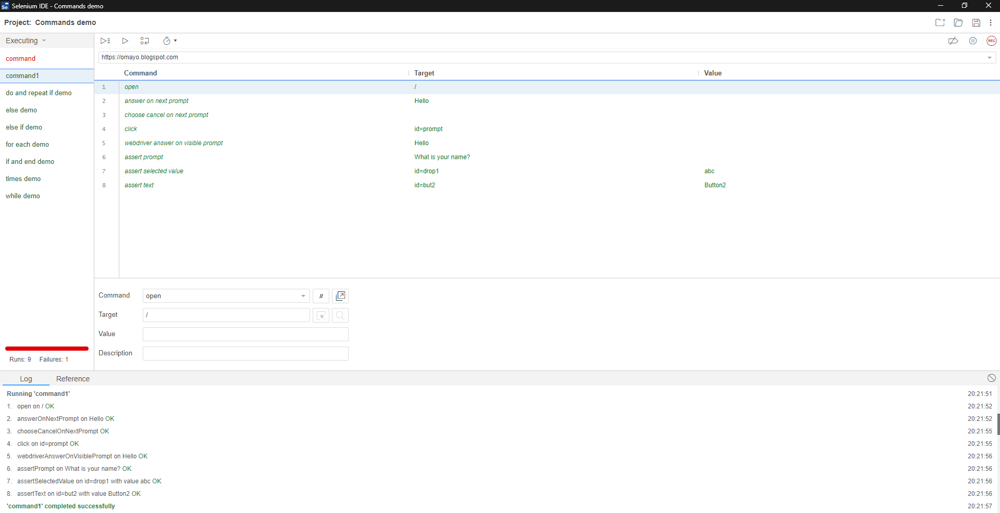 Se Selenium IDE - Commands demo
Project: Commands demo
Executing
REC
command
https://omayo.blogspot.com
command1
Command Target Value
1 open /
do and repeat if demo
2 answer on next prompt Hello
else demo
3 choose cancel on next prompt
else if demo
4 click id=prompt
for each demo
5 webdriver answer on visible prompt Hello
if and end demo
6 assert prompt What is your name?
times demo
7 assert selected value id=drop1 abc
while demo
8 assert text id=but2 Button2
Command open //
Target /
Value
Description
Runs: 9 Failures: 1
Log Reference
Running 'command1' 20:21:51
1. open on / OK 20:21:52
2. answerOnNextPrompt on Hello OK 20:21:52
3. chooseCancelOnNextPrompt OK 20:21:55
4. click on id=prompt OK 20:21:55
5. webdriverAnswerOnVisiblePrompt on Hello OK 20:21:56
6. assertPrompt on What is your name? OK 20:21:56
7. assertSelectedValue on id=drop1 with value abc OK 20:21:56
8. assertText on id=but2 with value Button2 OK 20:21:56
'command1' completed successfully 20:21:57